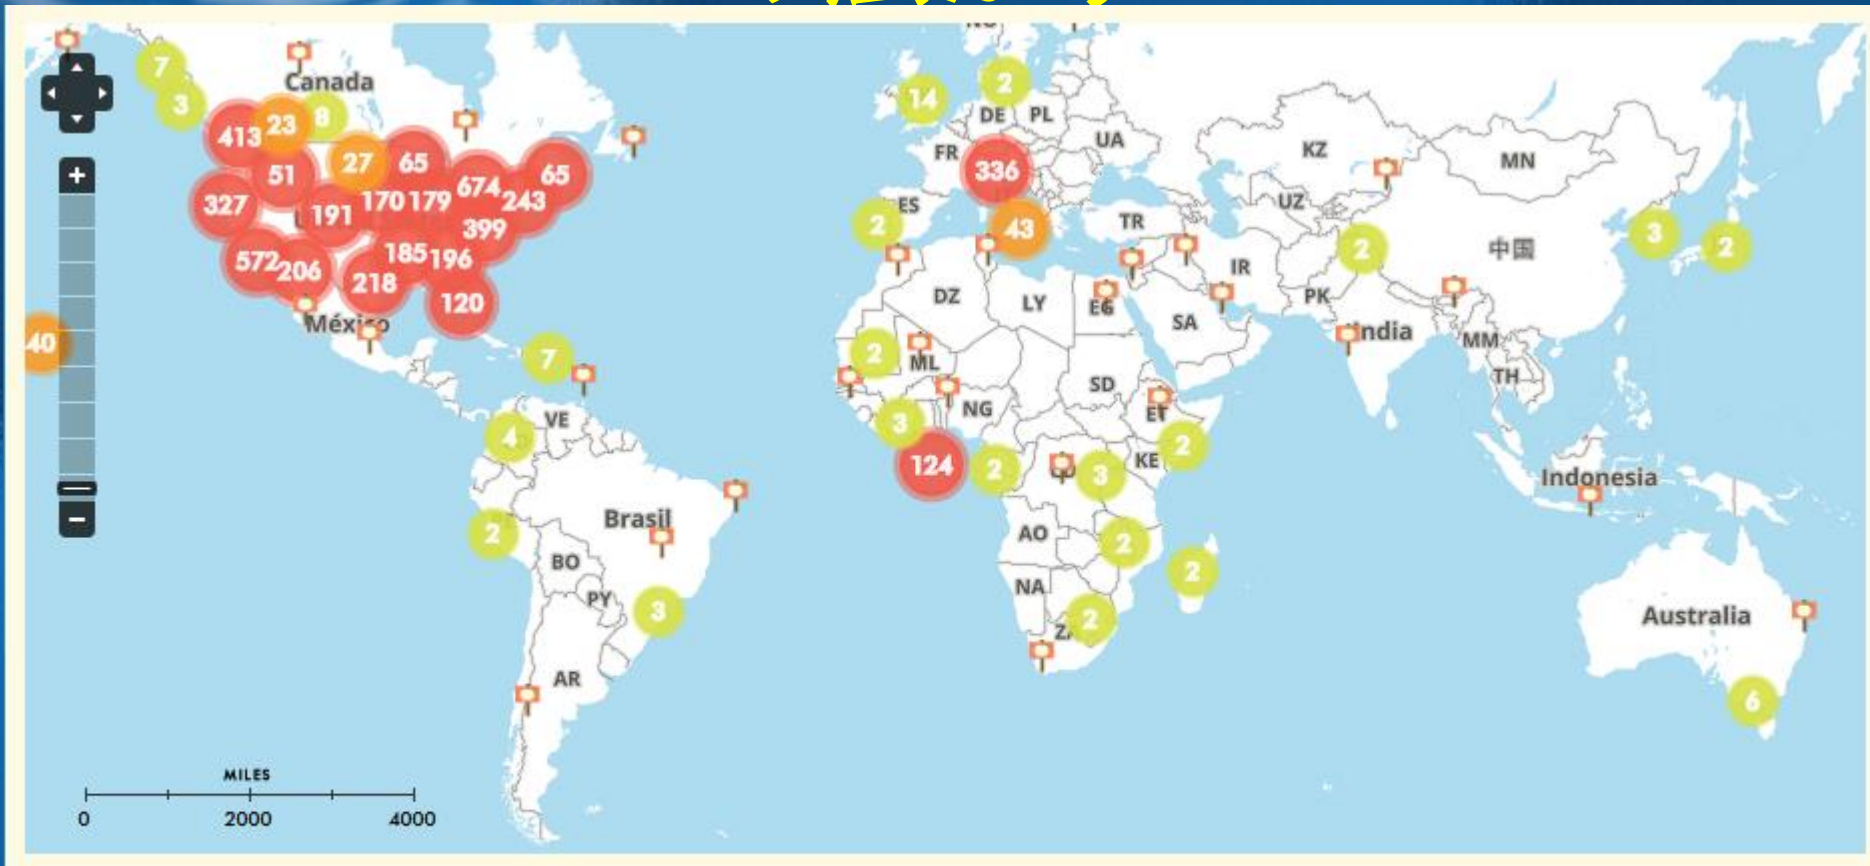 7
Canada
3
413
23
8
14
2
DE
PL
UA
FR
KZ
MN
51
27
65
674
65
336
327
191
170
179
243
399
ES
2
43
TR
UZ
2
3
2
中国
572
206
185
196
218
120
IR
PK
DZ
LY
EG
SA
México
India
40
7
2
ML
MM
TH
SD
NG
ET
4
VE
3
124
2
3
KE
2
Indonesia
2
Brasil
AO
2
BO
NA
2
PY
3
2
Australia
AR
6
MILES
0
2000
4000